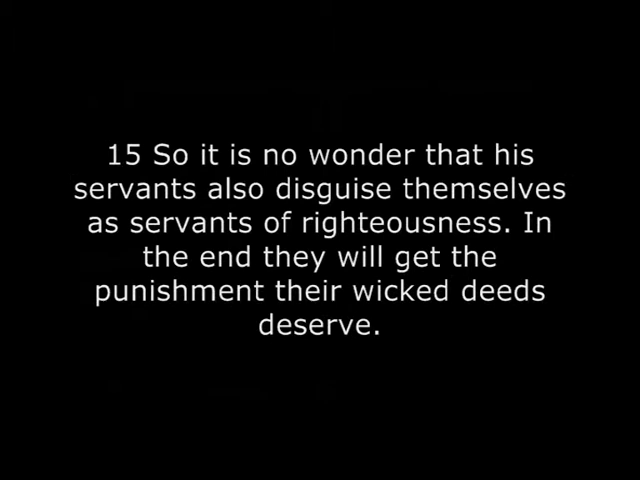 15 So it is no wonder that his
servants also disguise themselves
as servants of righteousness. In
the end they will get the
punishment their wicked deeds
deserve.